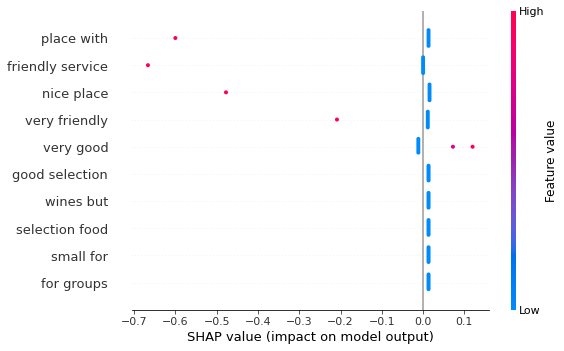 High
place with
friendly service
nice place
very friendly
very good
good selection
wines but
selection food
small for
for groups
Feature value
Low
−0.7 −0.6 −0.5 −0.4 −0.3 −0.2 −0.1 0.0 0.1
SHAP value (impact on model output)